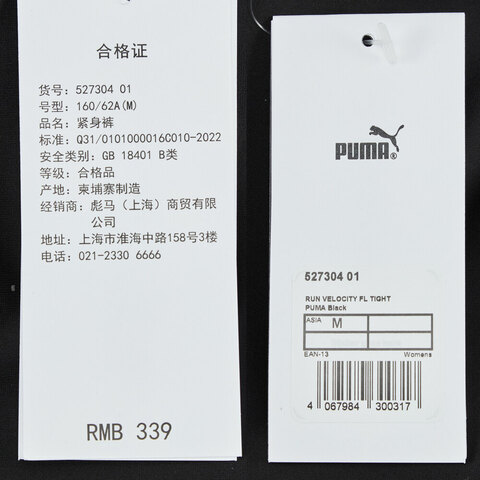 合格证
货号: 527304 01
号型: 160/62A(M)
品名: 紧身裤
标准: Q31/0101000016C010-2022
安全类别: GB 18401 B类
等级: 合格品
产地: 柬埔寨制造
经销商: 彪马（上海）商贸有限
公司
地址: 上海市淮海中路158号3楼
电话: 021-2330 6666
RMB 339
PUMA
527304 01
RUN VELOCITY FL TIGHT
PUMA Black
ASIA M
EAN-13 Womens
4 067984 300317